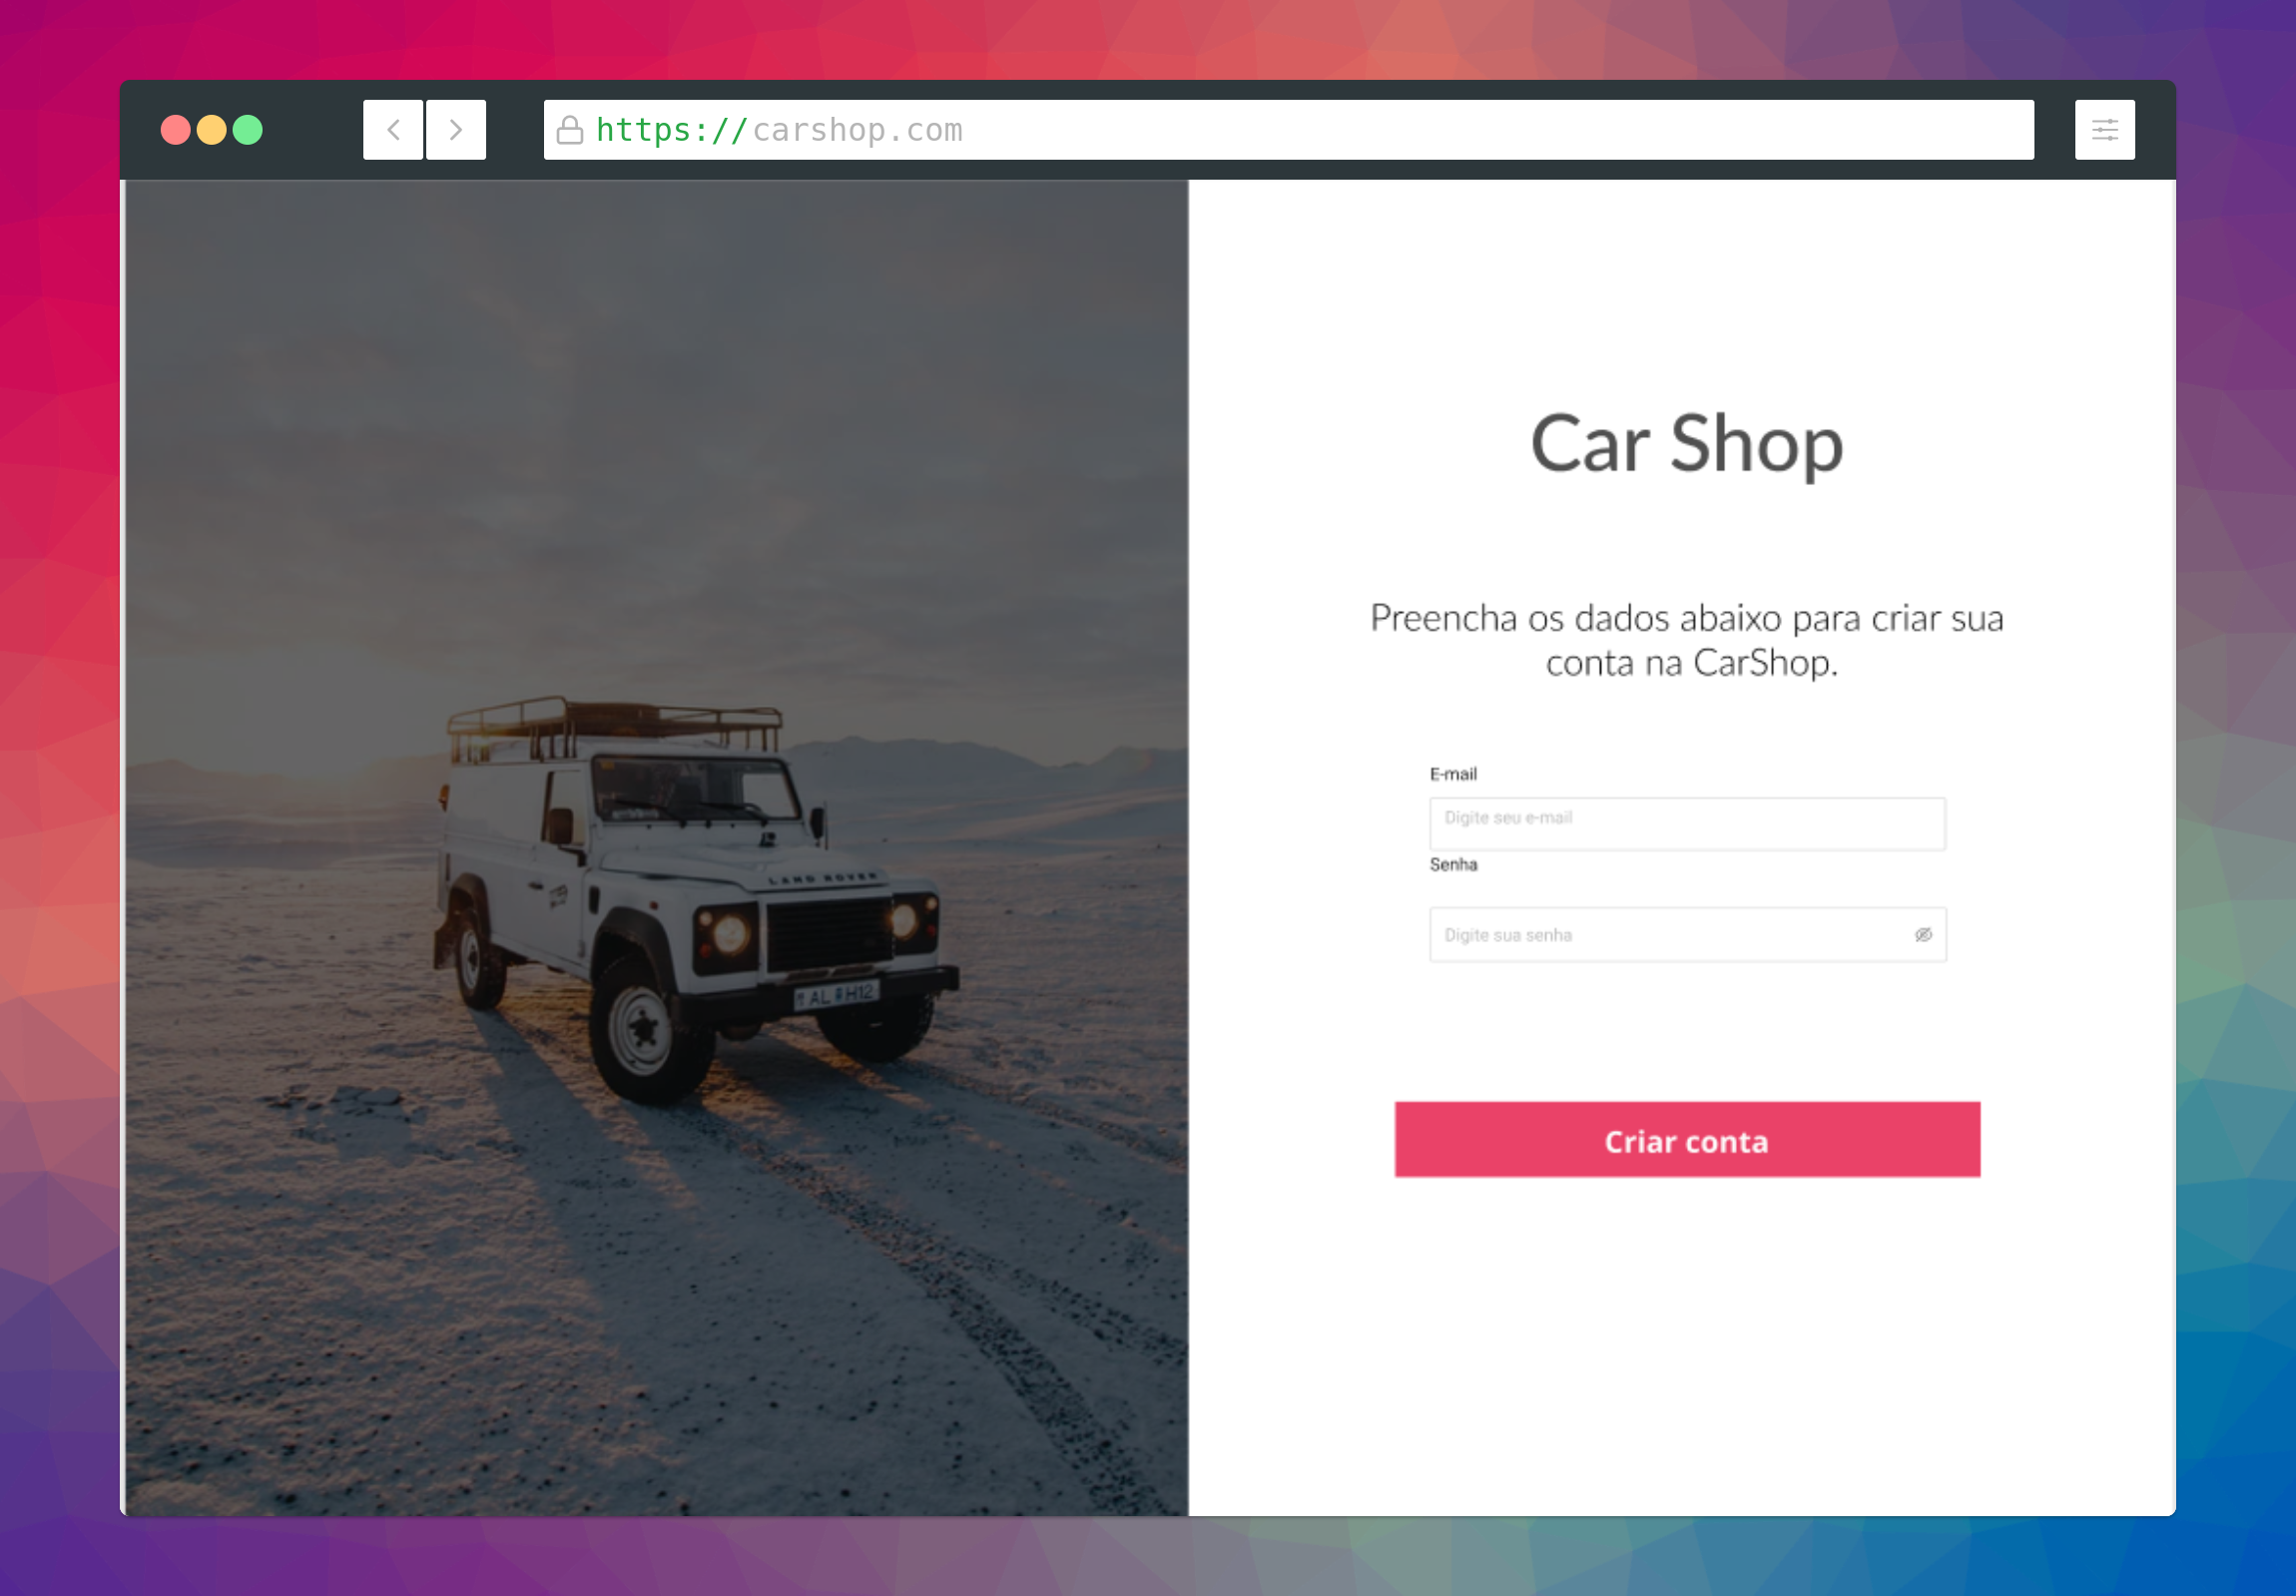 https://carshop.com
Car Shop
Preencha os dados abaixo para criar sua
conta na CarShop.
E-mail
Digite seu e-mail
Senha
Digite sua senha
Criar conta
LAND ROVER
AL H12